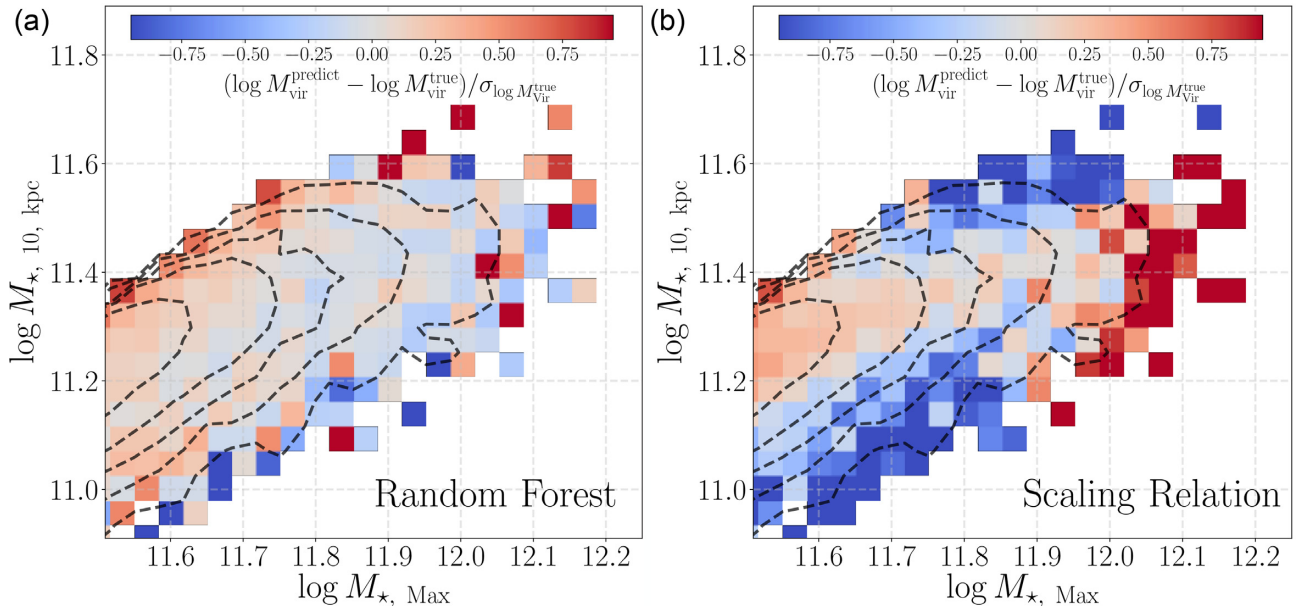 (a)
−0.75 −0.50 −0.25 0.00 0.25 0.50 0.75
(log M_vir^predict − log M_vir^true)/σ_log M_Vir^true
11.8
11.6
11.4
11.2
11.0
log M⋆, 10, kpc
Random Forest
11.6 11.7 11.8 11.9 12.0 12.1 12.2
log M⋆, Max
(b)
−0.75 −0.50 −0.25 0.00 0.25 0.50 0.75
(log M_vir^predict − log M_vir^true)/σ_log M_Vir^true
11.8
11.6
11.4
11.2
11.0
log M⋆, 10, kpc
Scaling Relation
11.6 11.7 11.8 11.9 12.0 12.1 12.2
log M⋆, Max